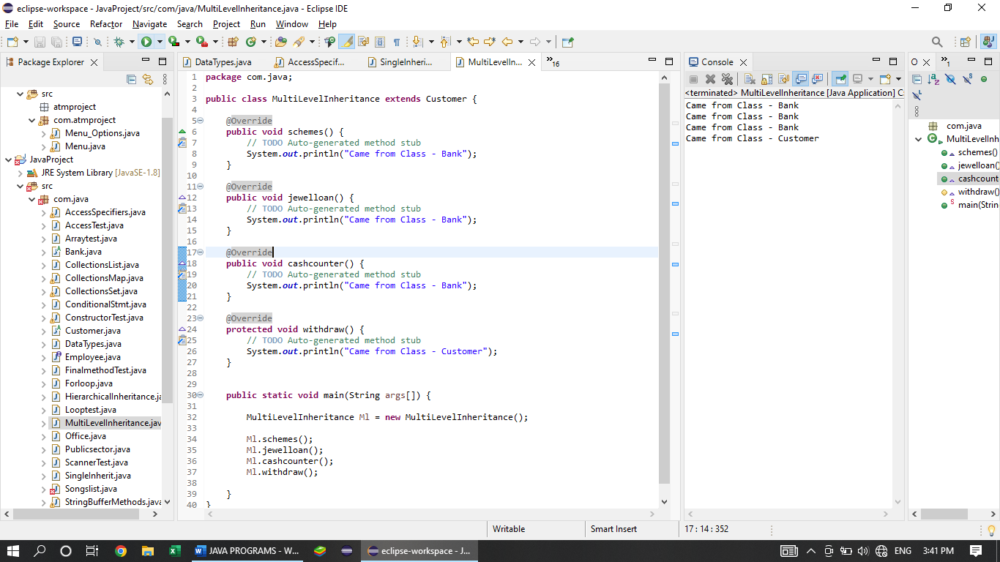 eclipse-workspace - JavaProject/src/com/java/MultiLevelInheritance.java - Eclipse IDE
File Edit Source Refactor Navigate Search Project Run Window Help
Package Explorer
src
atmproject
com.atmproject
Menu_Options.java
Menu.java
JavaProject
JRE System Library [JavaSE-1.8]
src
com.java
AccessSpecifiers.java
AccessTest.java
Arraytest.java
Bank.java
CollectionsList.java
CollectionsMap.java
CollectionsSet.java
ConditionalStmt.java
ConstructorTest.java
Customer.java
DataTypes.java
Employee.java
FinalmethodTest.java
Forloop.java
HierarchicalInheritance.ja
Looptest.java
MultiLevelInheritance.jav
Office.java
Publicsector.java
ScannerTest.java
SingleInherit.java
Songslist.java
StringBufferMethods.java
DataTypes.java AccessSpecif... SingleInheri... MultiLevelIn... »16
1 package com.java;
2
3 public class MultiLevelInheritance extends Customer {
4
5 @Override
6 public void schemes() {
7 // TODO Auto-generated method stub
8 System.out.println("Came from Class - Bank");
9 }
10
11 @Override
12 public void jewelloan() {
13 // TODO Auto-generated method stub
14 System.out.println("Came from Class - Bank");
15 }
16
17 @Override
18 public void cashcounter() {
19 // TODO Auto-generated method stub
20 System.out.println("Came from Class - Bank");
21 }
22
23 @Override
24 protected void withdraw() {
25 // TODO Auto-generated method stub
26 System.out.println("Came from Class - Customer");
27 }
28
29
30 public static void main(String args[]) {
31
32 MultiLevelInheritance Ml = new MultiLevelInheritance();
33
34 Ml.schemes();
35 Ml.jewelloan();
36 Ml.cashcounter();
37 Ml.withdraw();
38
39 }
40 }
Console
<terminated> MultiLevelInheritance [Java Application] C:
Came from Class - Bank
Came from Class - Bank
Came from Class - Bank
Came from Class - Customer
O »1
com.java
MultiLevelInh
schemes()
jewelloan()
cashcount
withdraw()
main(Strin
Writable Smart Insert 17 : 14 : 352
JAVA PROGRAMS - W... eclipse-workspace - J... ENG 3:41 PM